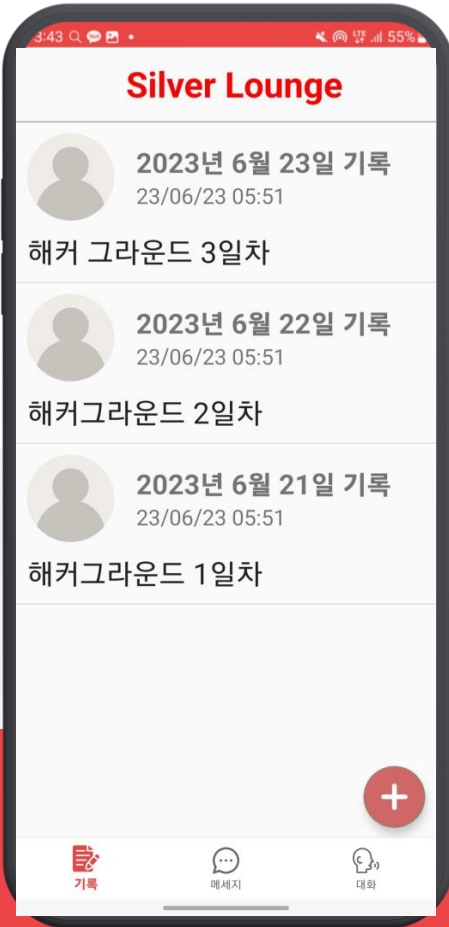 3:43 LTE 55%
Silver Lounge
2023년 6월 23일 기록
23/06/23 05:51
해커 그라운드 3일차
2023년 6월 22일 기록
23/06/23 05:51
해커그라운드 2일차
2023년 6월 21일 기록
23/06/23 05:51
해커그라운드 1일차
기록 메세지 대화